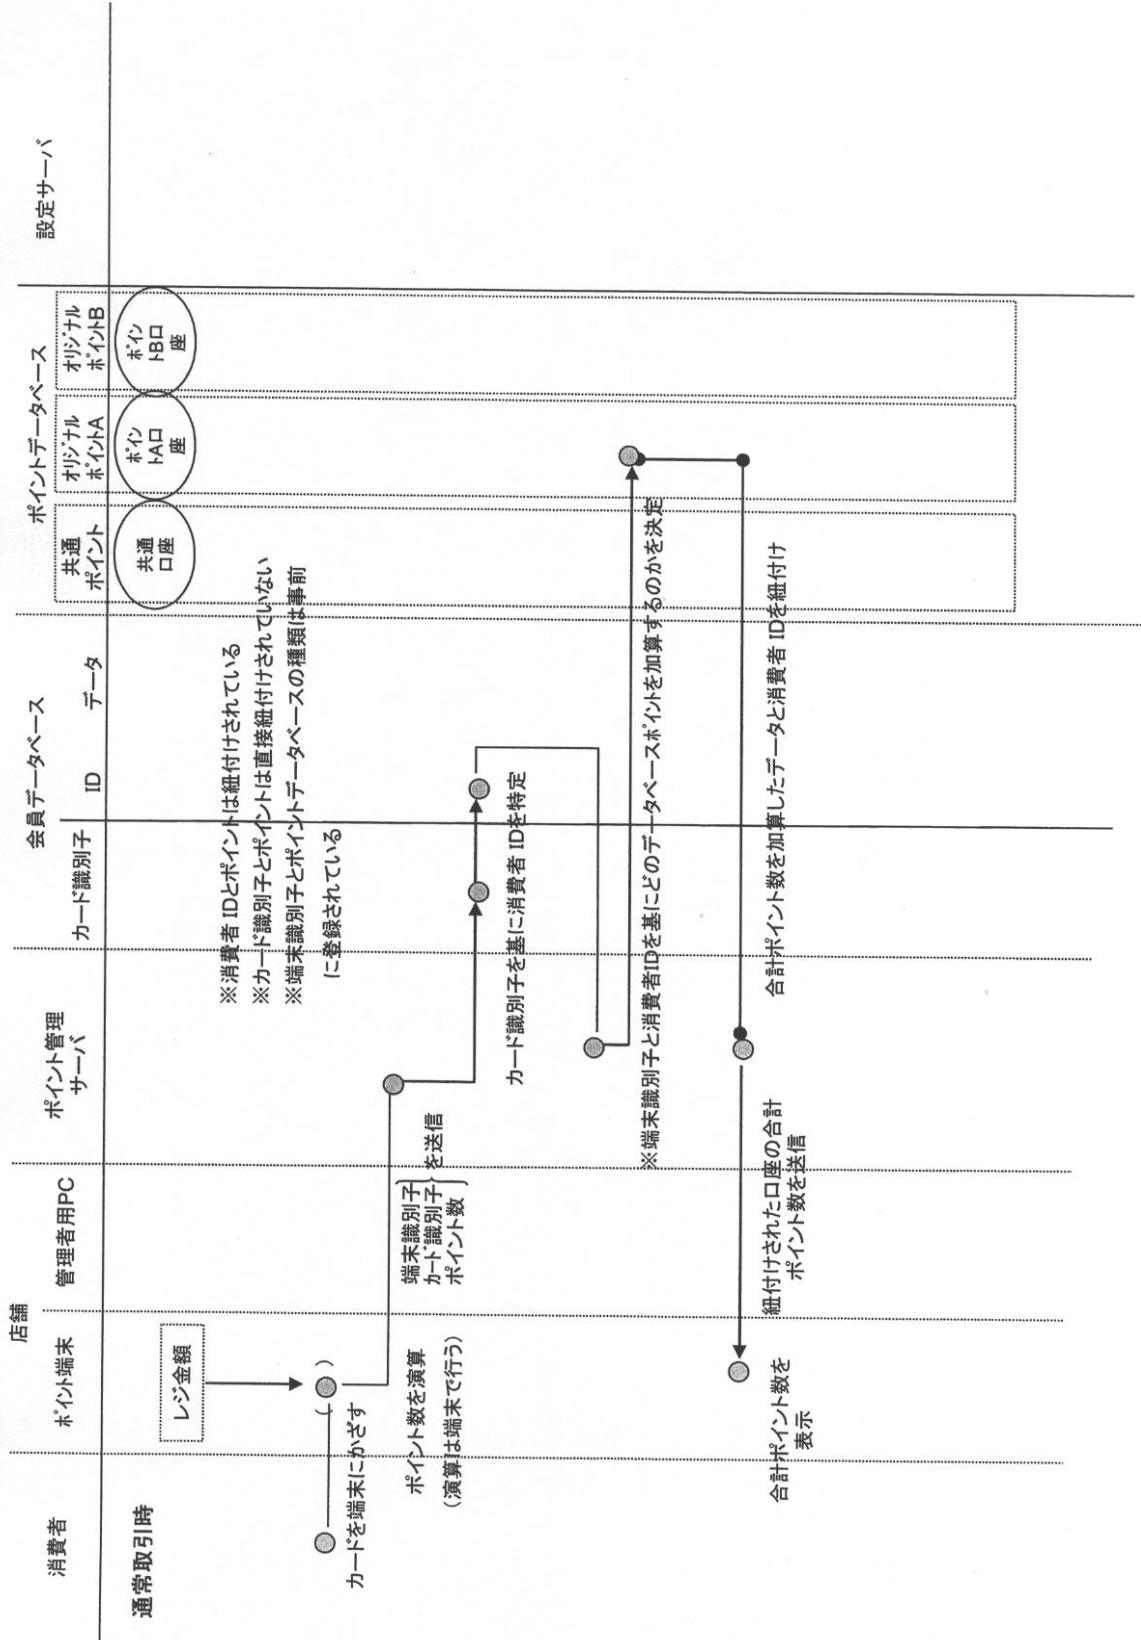 消費者
店舗
ポイント端末
管理者用PC
ポイント管理
サーバ
会員データベース
カード識別子
ID
データ
ポイントデータベース
共通
ポイント
オリジナル
ポイントA
オリジナル
ポイントB
設定サーバ
通常取引時
共通
口座
ポイン
トA口
座
ポイン
トB口
座
レジ金額
※消費者 IDとポイントは紐付けされている
※カード識別子とポイントは直接紐付けされていない
※端末識別子とポイントデータベースの種類は事前
に登録されている
( )
カードを端末にかざす
ポイント数を演算
(演算は端末で行う)
端末識別子
カード識別子
ポイント数
を送信
カード識別子を基に消費者 IDを特定
※端末識別子と消費者IDを基にどのデータベースポイントを加算するのかを決定
合計ポイント数を加算したデータと消費者 IDを紐付け
紐付けされた口座の合計
ポイント数を送信
合計ポイント数を
表示